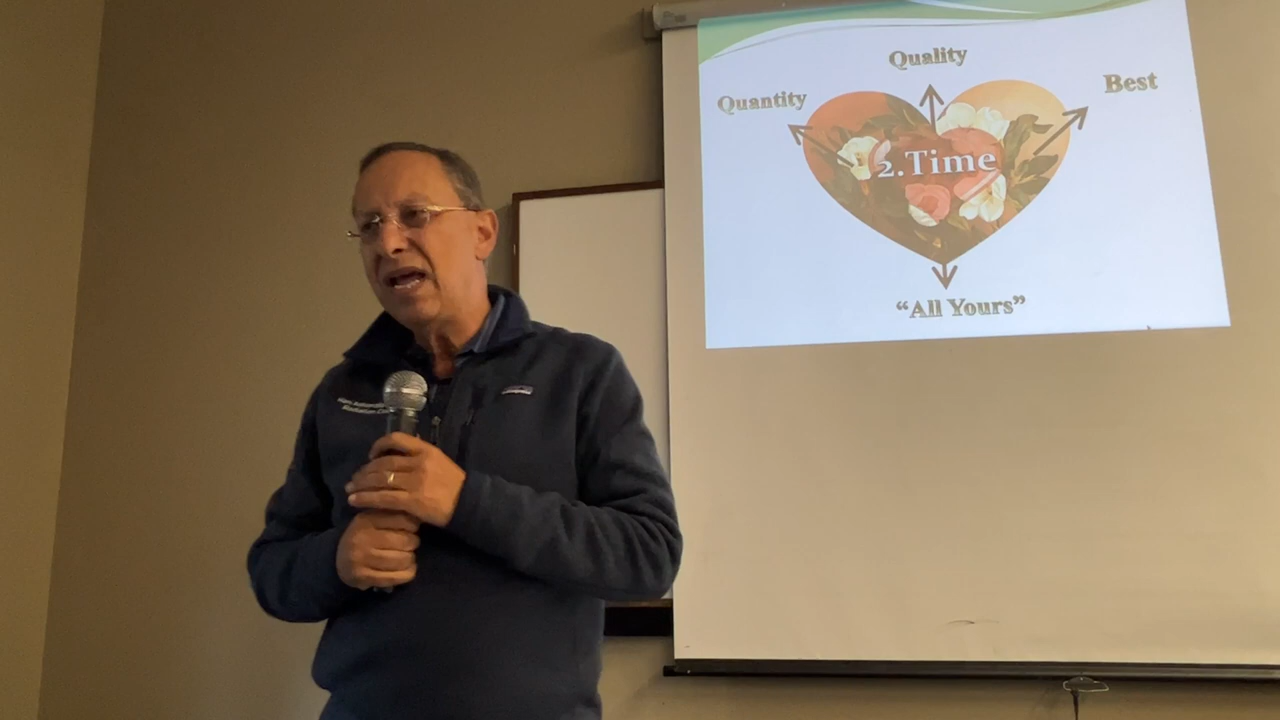 Quality
Quantity
Best
2.Time
“All Yours”
patagonia